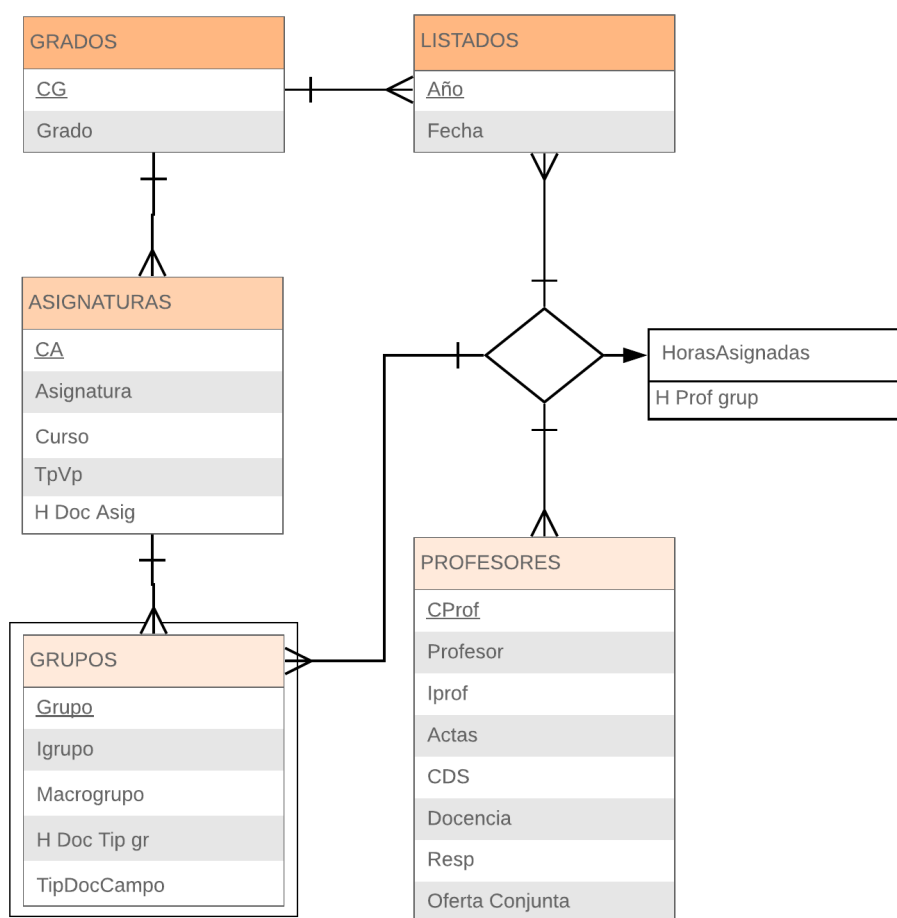 GRADOS
CG
Grado
LISTADOS
Año
Fecha
ASIGNATURAS
CA
Asignatura
Curso
TpVp
H Doc Asig
HorasAsignadas
H Prof grup
GRUPOS
Grupo
Igrupo
Macrogrupo
H Doc Tip gr
TipDocCampo
PROFESORES
CProf
Profesor
Iprof
Actas
CDS
Docencia
Resp
Oferta Conjunta